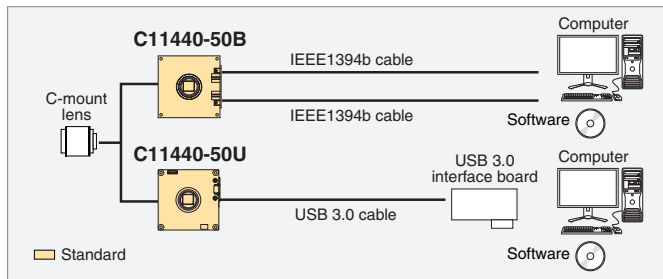 C11440-50B
IEEE1394b cable
Computer
C-mount
lens
IEEE1394b cable
Software
C11440-50U
USB 3.0
interface board
Computer
USB 3.0 cable
Standard
Software